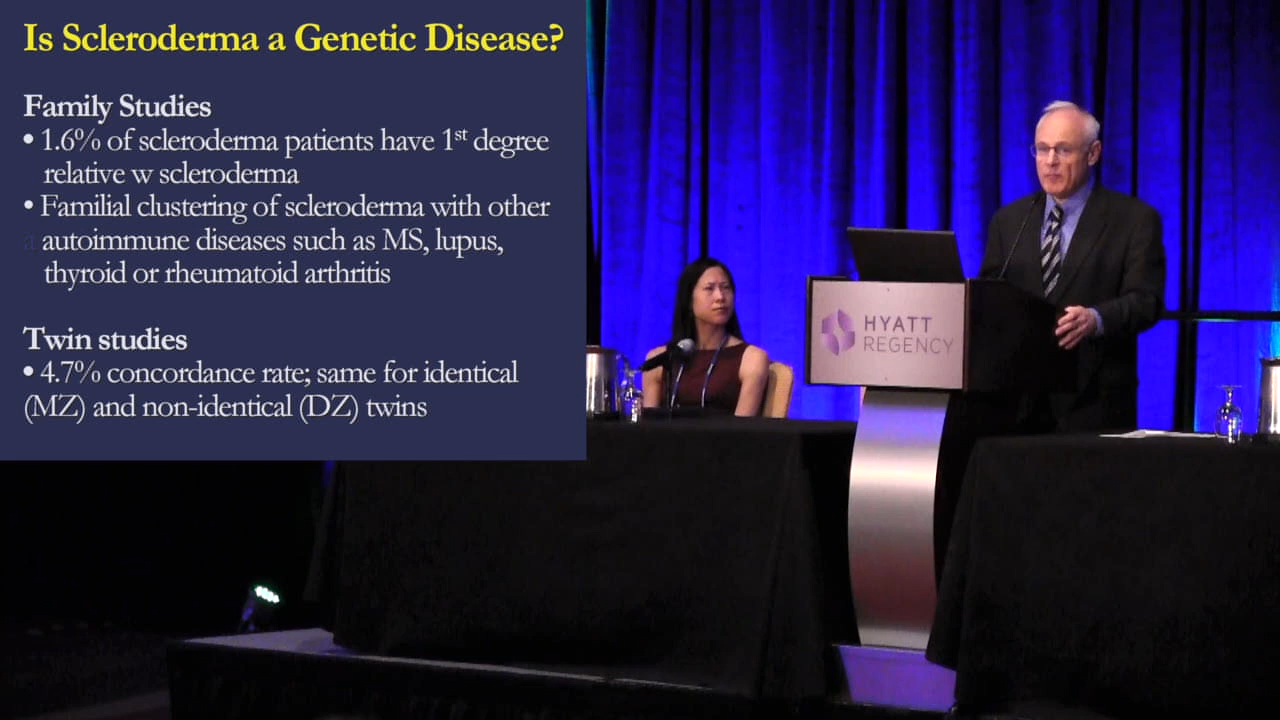 Is Scleroderma a Genetic Disease?
Family Studies
• 1.6% of scleroderma patients have 1st degree
relative w scleroderma
• Familial clustering of scleroderma with other
a autoimmune diseases such as MS, lupus,
thyroid or rheumatoid arthritis
Twin studies
• 4.7% concordance rate; same for identical
(MZ) and non-identical (DZ) twins
HYATT
REGENCY